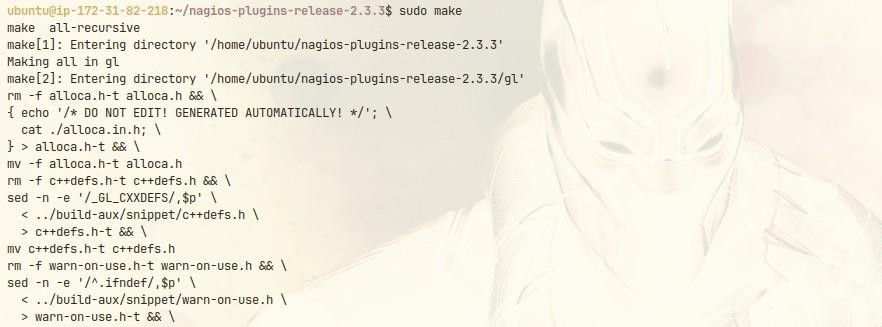 ubuntu@ip-172-31-82-218:~/nagios-plugins-release-2.3.3$ sudo make
make  all-recursive
make[1]: Entering directory '/home/ubuntu/nagios-plugins-release-2.3.3'
Making all in gl
make[2]: Entering directory '/home/ubuntu/nagios-plugins-release-2.3.3/gl'
rm -f alloca.h-t alloca.h && \
{ echo '/* DO NOT EDIT! GENERATED AUTOMATICALLY! */'; \
  cat ./alloca.in.h; \
} > alloca.h-t && \
mv -f alloca.h-t alloca.h
rm -f c++defs.h-t c++defs.h && \
sed -n -e '/_GL_CXXDEFS/,$p' \
  < ../build-aux/snippet/c++defs.h \
  > c++defs.h-t && \
mv c++defs.h-t c++defs.h
rm -f warn-on-use.h-t warn-on-use.h && \
sed -n -e '/^.ifndef/,$p' \
  < ../build-aux/snippet/warn-on-use.h \
  > warn-on-use.h-t && \